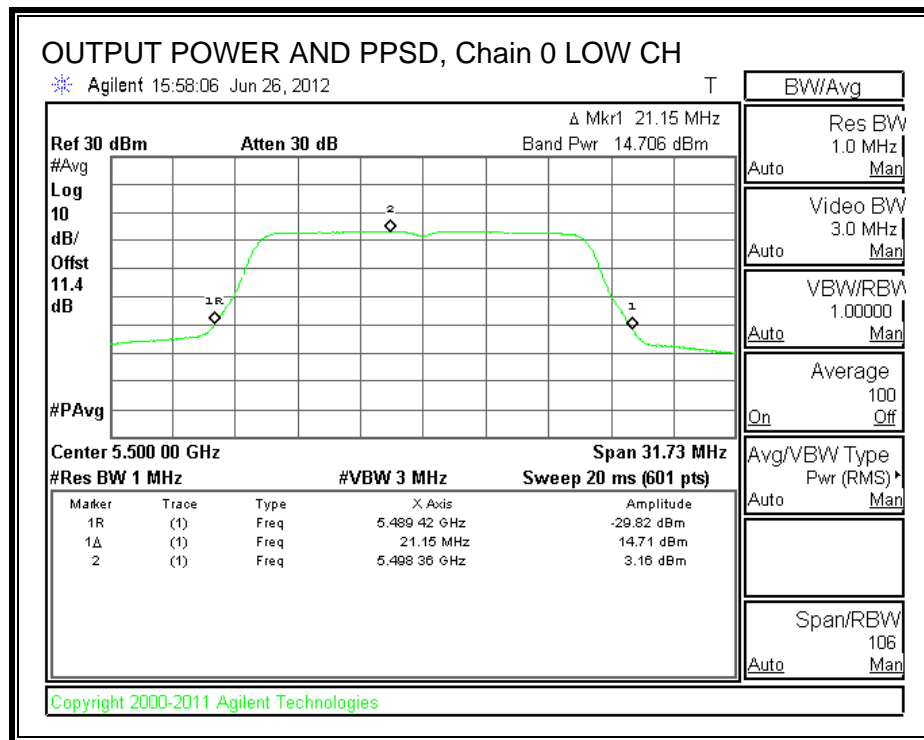 OUTPUT POWER AND PPSD, Chain 0 LOW CH
Agilent 15:58:06 Jun 26, 2012 T
Δ Mkr1 21.15 MHz
Ref 30 dBm Atten 30 dB Band Pwr 14.706 dBm
#Avg
Log
10
dB/
Offst
11.4
dB
2
1R
1
#PAvg
Center 5.500 00 GHz Span 31.73 MHz
#Res BW 1 MHz #VBW 3 MHz Sweep 20 ms (601 pts)
Marker Trace Type X Axis Amplitude
1R (1) Freq 5.489 42 GHz -29.82 dBm
1Δ (1) Freq 21.15 MHz 14.71 dBm
2 (1) Freq 5.498 36 GHz 3.16 dBm
BW/Avg
Res BW
1.0 MHz
Auto Man
Video BW
3.0 MHz
Auto Man
VBW/RBW
1.00000
Auto Man
Average
100
On Off
Avg/VBW Type
Pwr (RMS)
Auto Man
Span/RBW
106
Auto Man
Copyright 2000-2011 Agilent Technologies